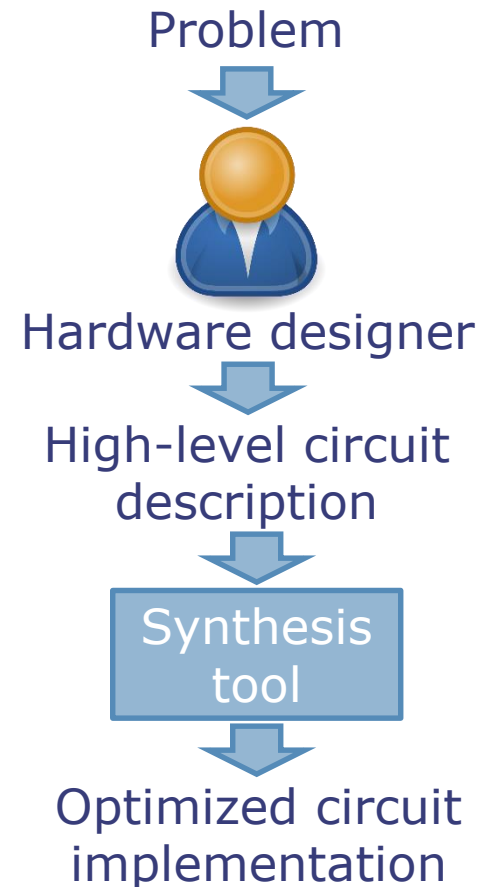 Problem
Hardware designer
High-level circuit
description
Synthesis
tool
Optimized circuit
implementation